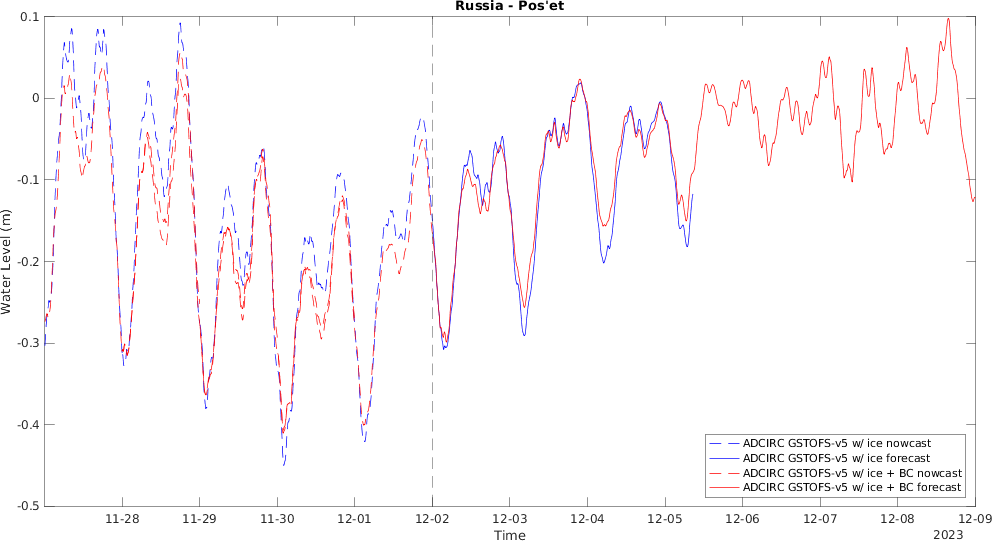 Russia - Pos'et
Water Level (m)
0.1
0
-0.1
-0.2
-0.3
-0.4
-0.5
ADCIRC GSTOFS-v5 w/ ice nowcast
ADCIRC GSTOFS-v5 w/ ice forecast
ADCIRC GSTOFS-v5 w/ ice + BC nowcast
ADCIRC GSTOFS-v5 w/ ice + BC forecast
11-28 11-29 11-30 12-01 12-02 12-03 12-04 12-05 12-06 12-07 12-08 12-09
Time
2023